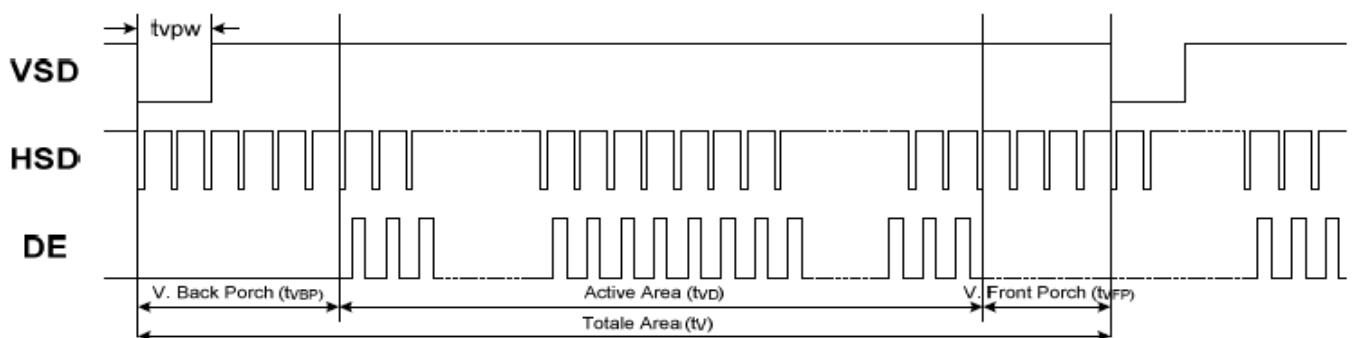 tvpw
VSD
HSD
DE
V. Back Porch (tVBP) Active Area (tVD) V. Front Porch (tVFP)
Totale Area (tV)